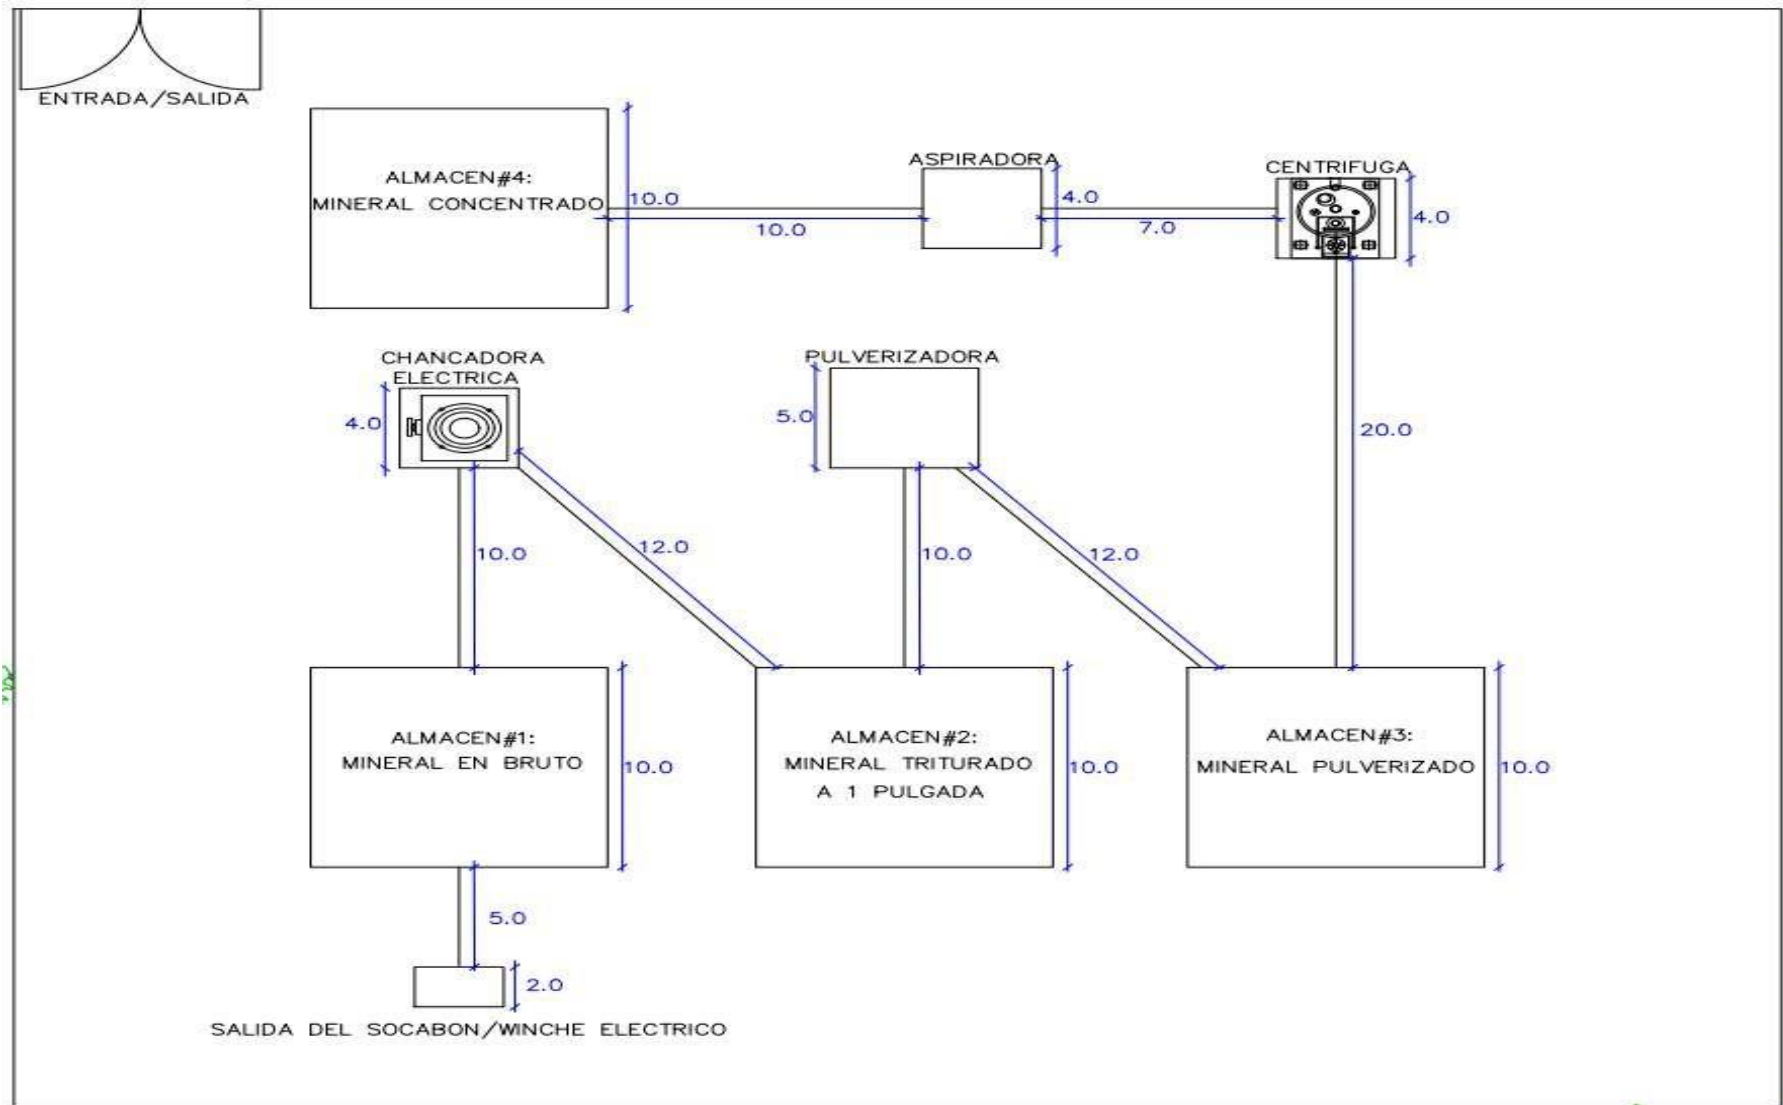 ENTRADA/SALIDA
ALMACEN#4:
MINERAL CONCENTRADO
10.0
10.0
ASPIRADORA
4.0
7.0
CENTRIFUGA
4.0
CHANCADORA
ELECTRICA
4.0
PULVERIZADORA
5.0
20.0
10.0
12.0
10.0
12.0
ALMACEN#1:
MINERAL EN BRUTO
10.0
ALMACEN#2:
MINERAL TRITURADO
A 1 PULGADA
10.0
ALMACEN#3:
MINERAL PULVERIZADO
10.0
5.0
2.0
SALIDA DEL SOCABON/WINCHE ELECTRICO